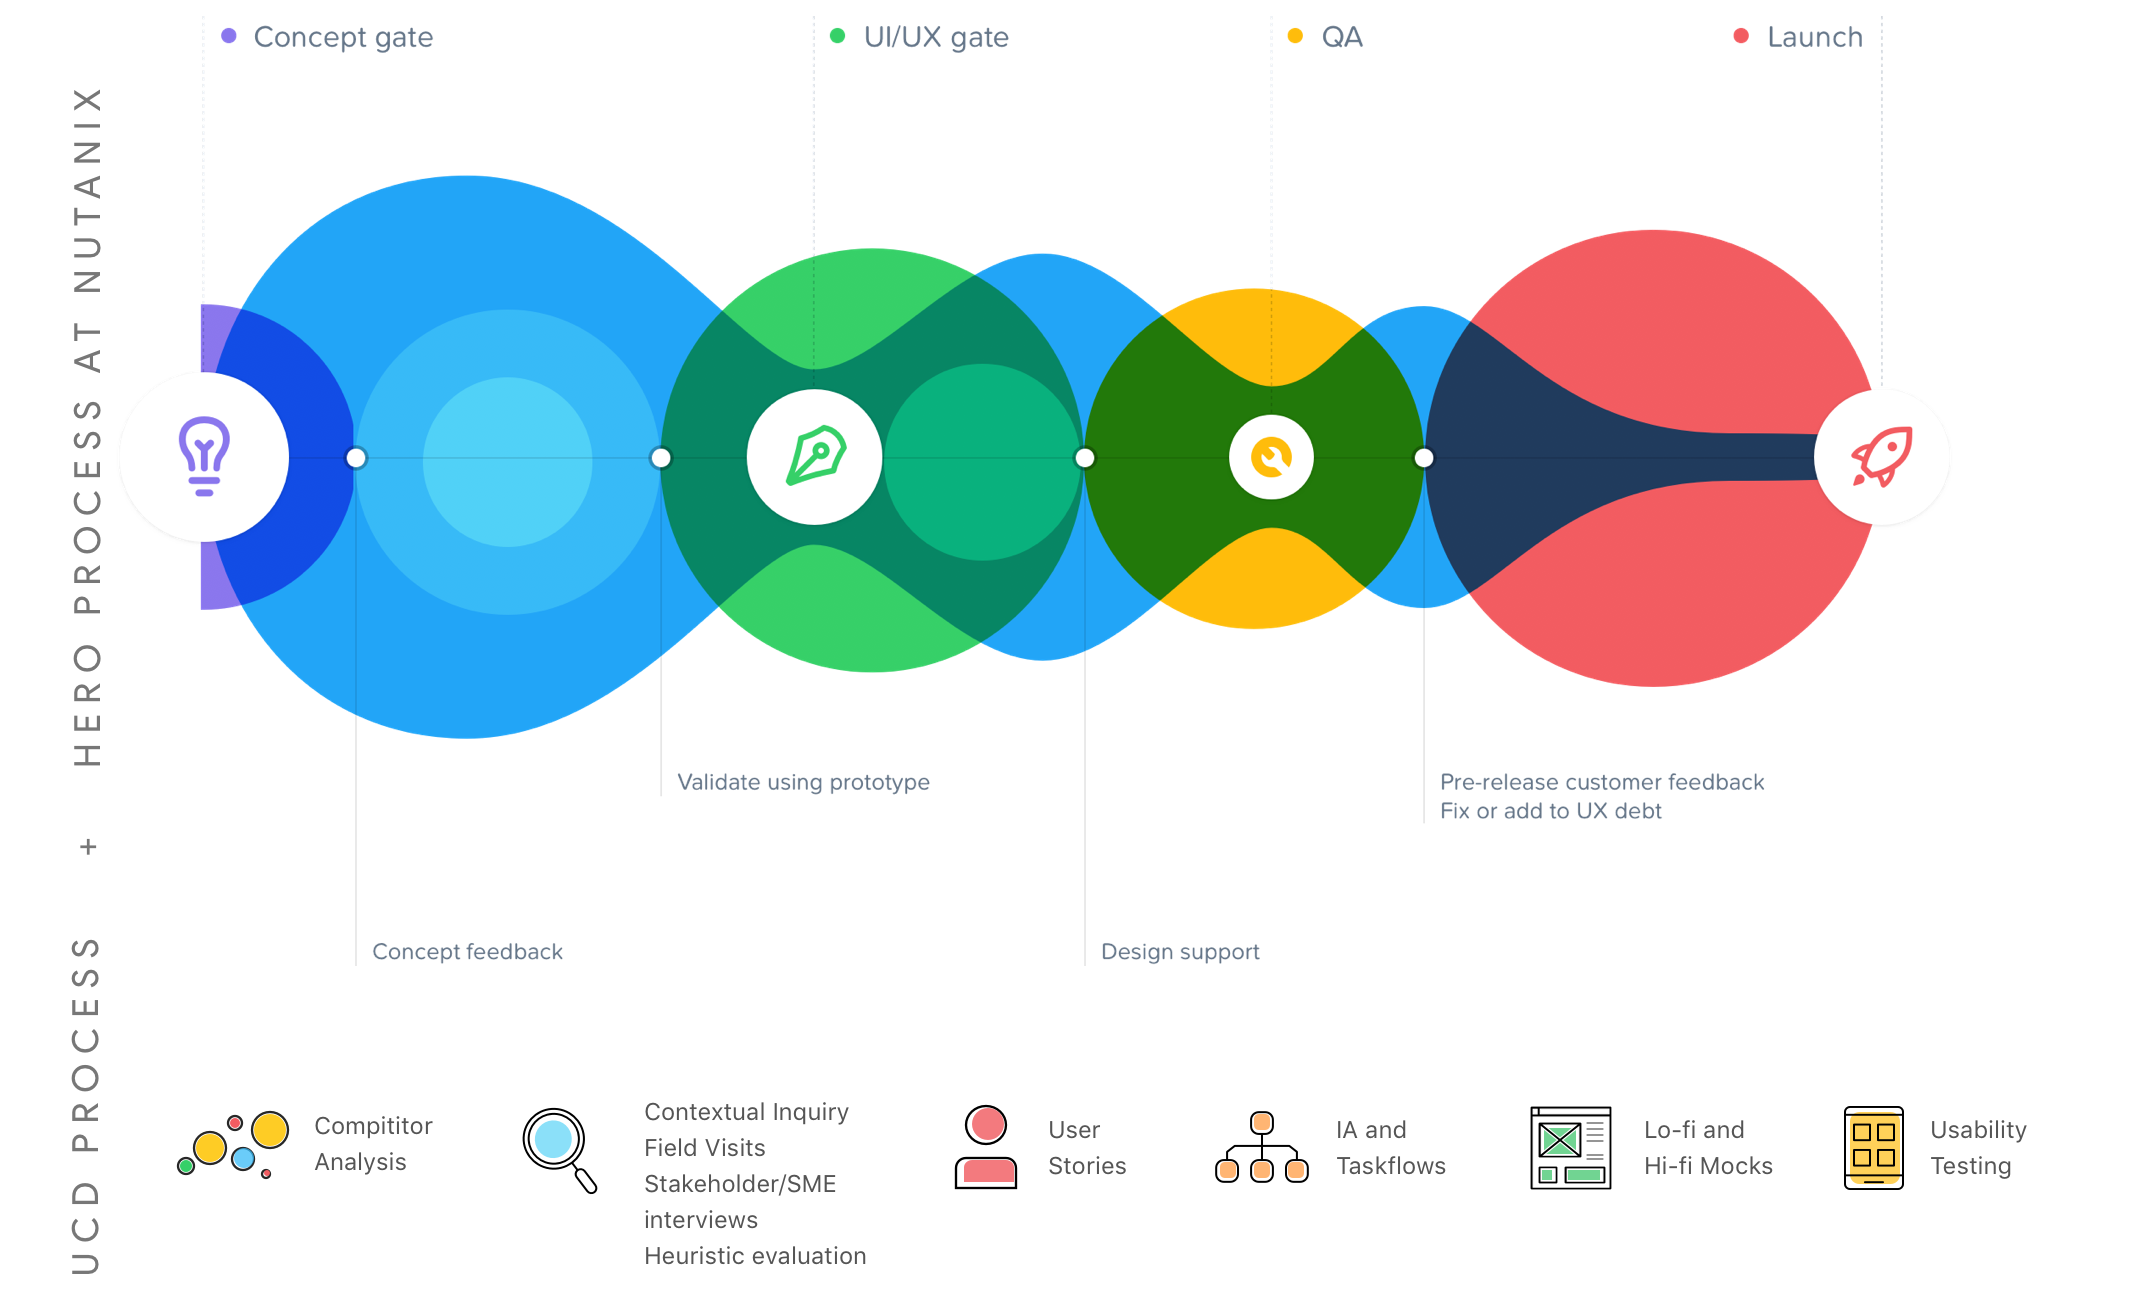 Concept gate
UI/UX gate
QA
Launch
HERO PROCESS AT NUTANIX
+
UCD PROCESS
Validate using prototype
Pre-release customer feedback
Fix or add to UX debt
Concept feedback
Design support
Compititor
Analysis
Contextual Inquiry
Field Visits
Stakeholder/SME
interviews
Heuristic evaluation
User
Stories
IA and
Taskflows
Lo-fi and
Hi-fi Mocks
Usability
Testing